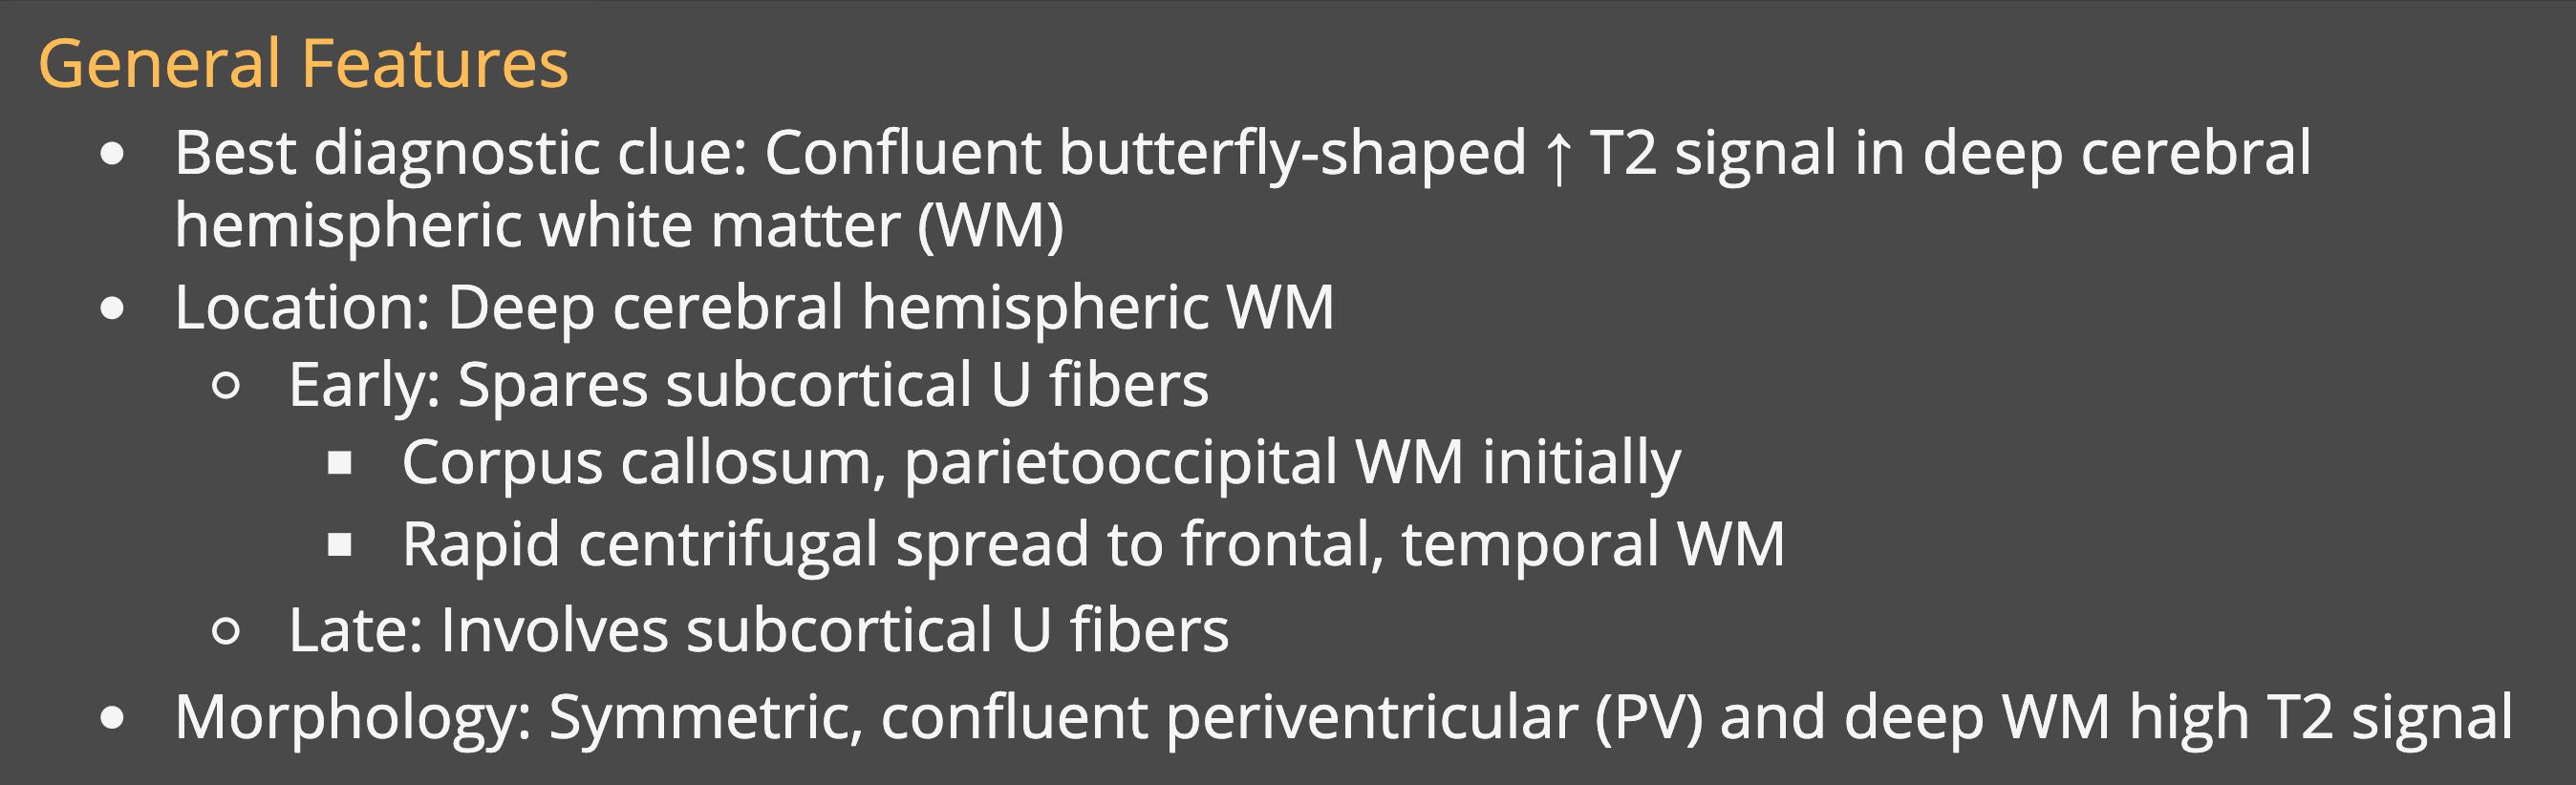 General Features
• Best diagnostic clue: Confluent butterfly-shaped ↑ T2 signal in deep cerebral
hemispheric white matter (WM)
• Location: Deep cerebral hemispheric WM
○ Early: Spares subcortical U fibers
■ Corpus callosum, parietooccipital WM initially
■ Rapid centrifugal spread to frontal, temporal WM
○ Late: Involves subcortical U fibers
• Morphology: Symmetric, confluent periventricular (PV) and deep WM high T2 signal